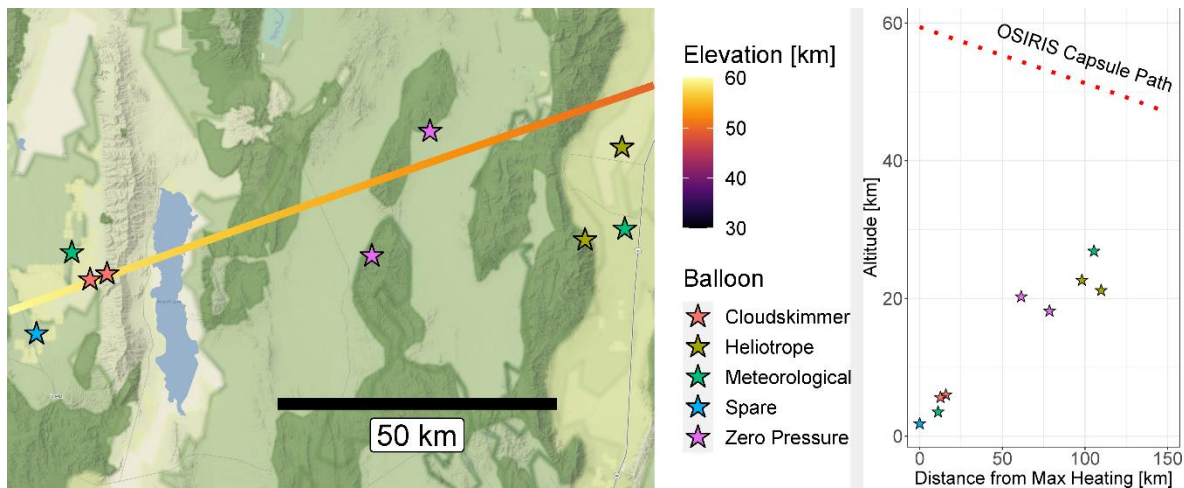 50 km
Elevation [km]
60
50
40
30
Balloon
Cloudskimmer
Heliotrope
Meteorological
Spare
Zero Pressure
60
40
20
0
Altitude [km]
OSIRIS Capsule Path
0
50
100
150
Distance from Max Heating [km]